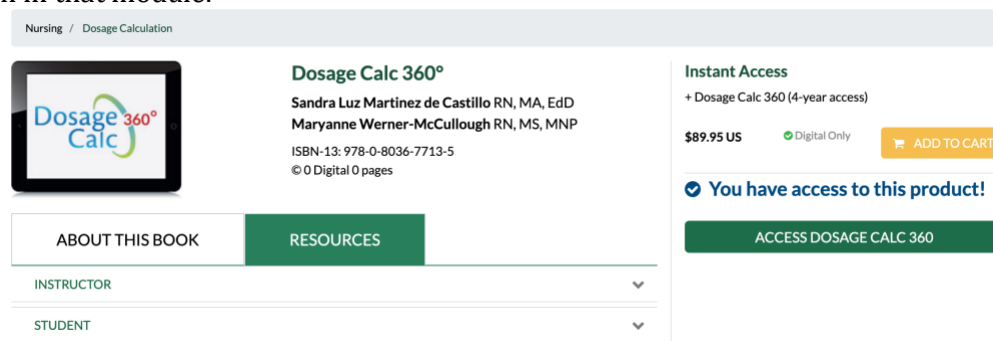 n in that module.
Nursing / Dosage Calculation
Dosage 360°
Calc
Dosage Calc 360°
Sandra Luz Martinez de Castillo RN, MA, EdD
Maryanne Werner-McCullough RN, MS, MNP
ISBN-13: 978-0-8036-7713-5
© 0 Digital 0 pages
Instant Access
+ Dosage Calc 360 (4-year access)
$89.95 US Digital Only ADD TO CART
You have access to this product!
ACCESS DOSAGE CALC 360
ABOUT THIS BOOK RESOURCES
INSTRUCTOR
STUDENT